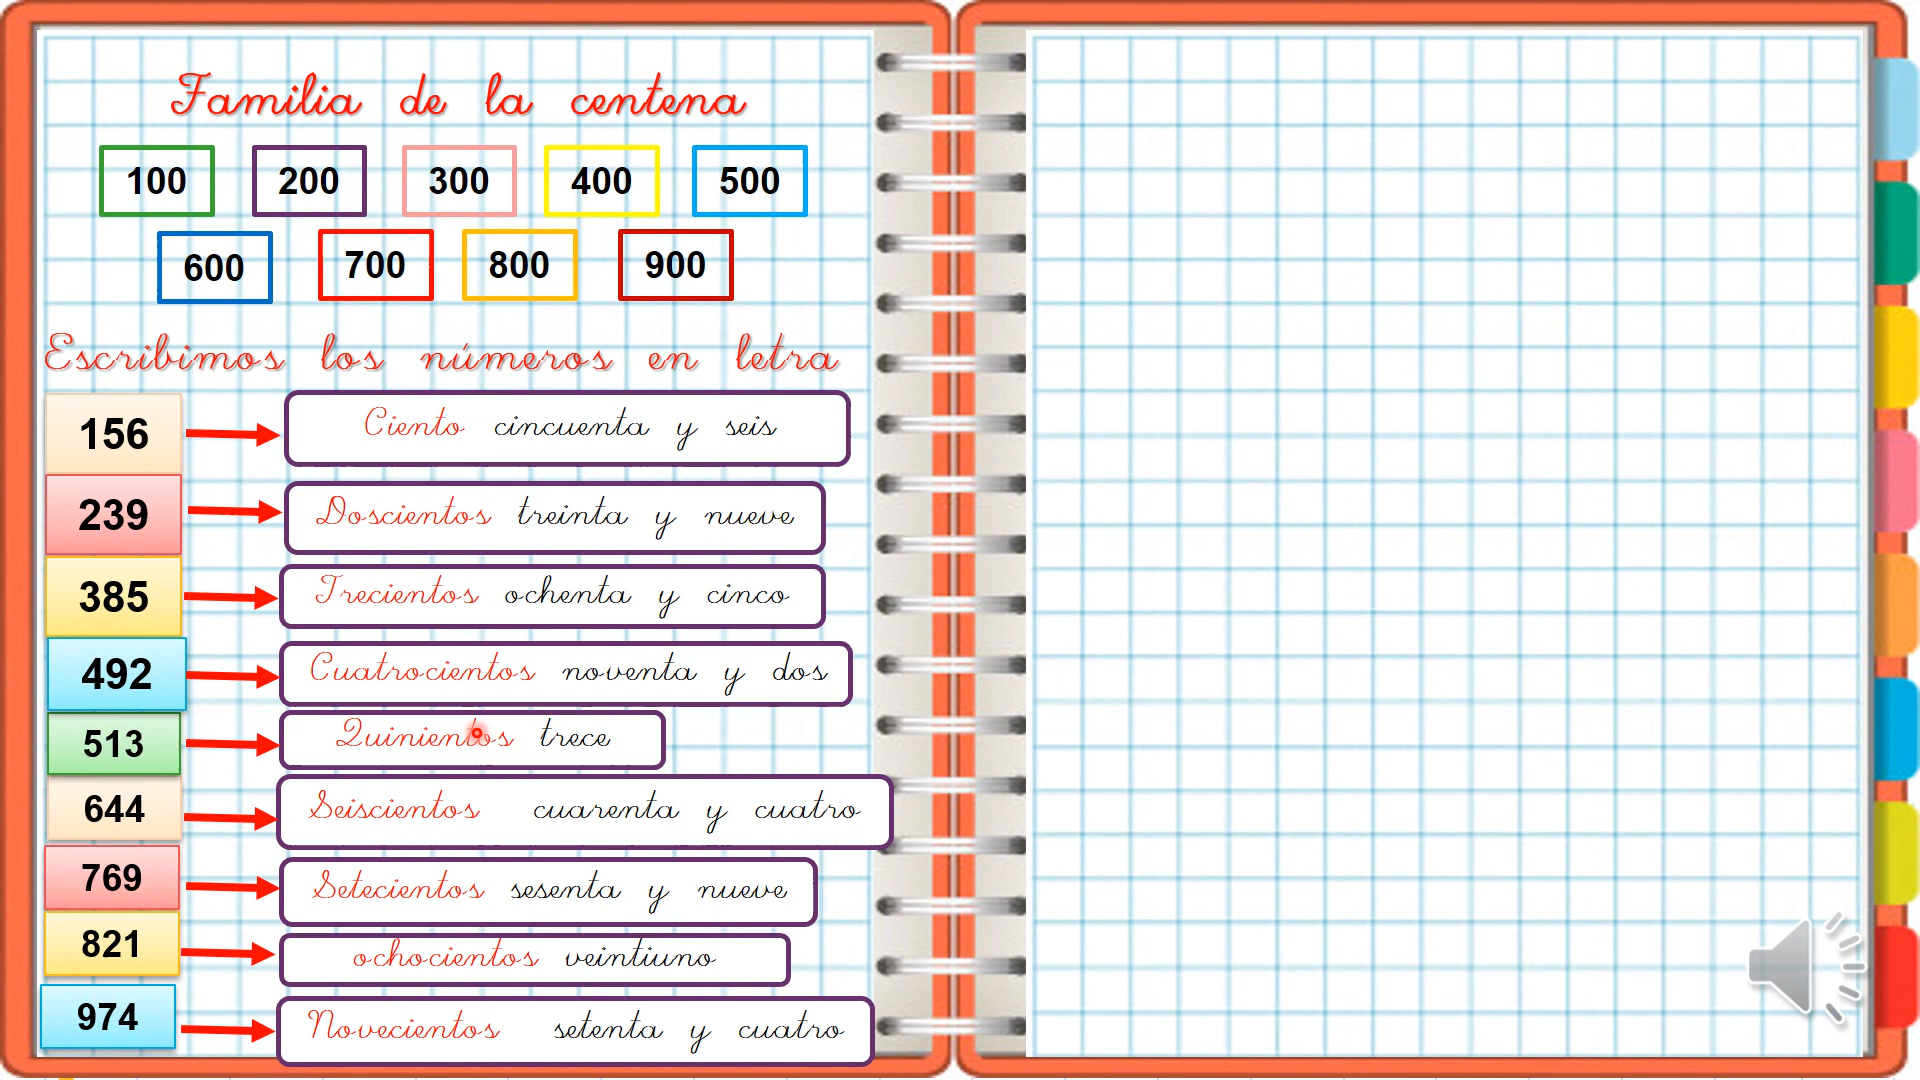 Familia de la centena
100 200 300 400 500
600 700 800 900
Escribimos los números en letra
156 Ciento cincuenta y seis
239 Doscientos treinta y nueve
385 Trecientos ochenta y cinco
492 Cuatrocientos noventa y dos
513 Quinientos trece
644 Seiscientos cuarenta y cuatro
769 Setecientos sesenta y nueve
821 ochocientos veintiuno
974 Novecientos setenta y cuatro